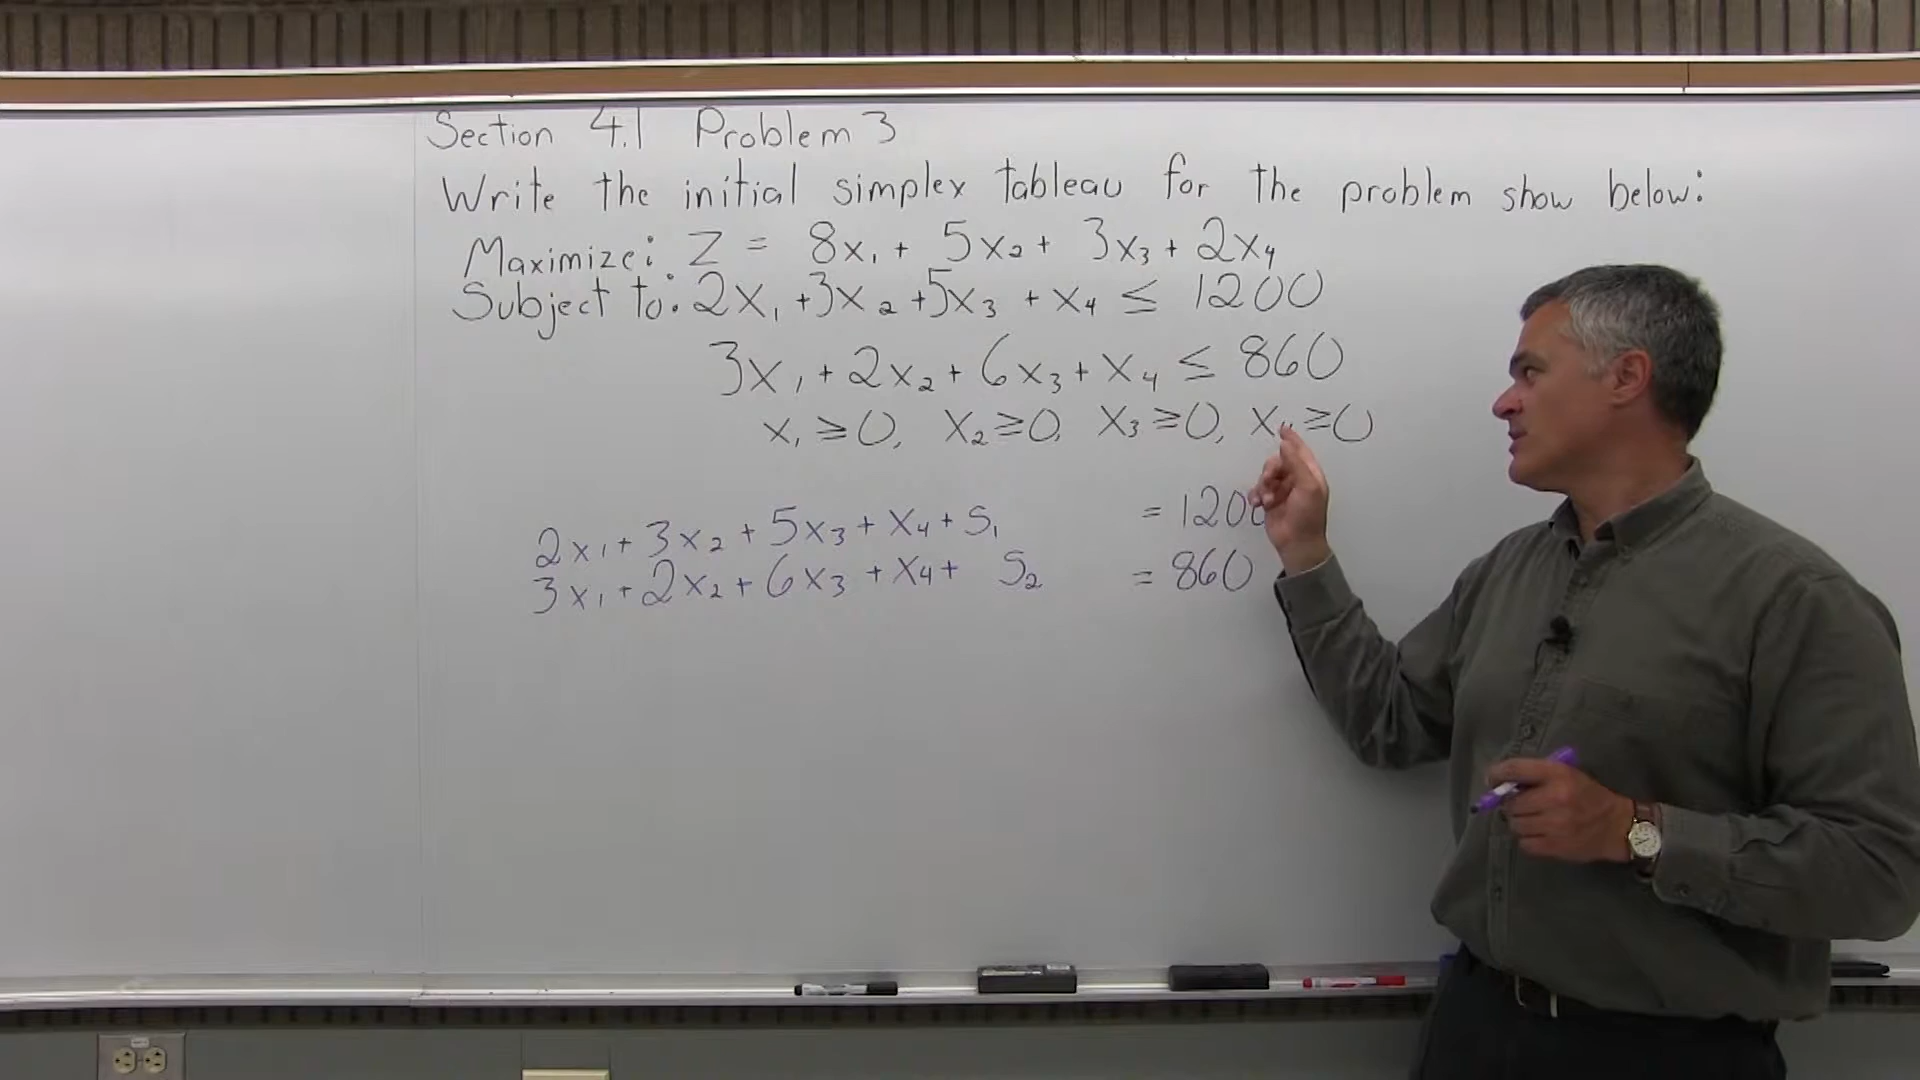 Section 4.1 Problem 3
Write the initial simplex tableau for the problem show below:
Maximize: Z = 8x₁ + 5x₂ + 3x₃ + 2x₄
Subject to: 2x₁ + 3x₂ + 5x₃ + x₄ ≤ 1200
3x₁ + 2x₂ + 6x₃ + x₄ ≤ 860
x₁ ≥ 0, x₂ ≥ 0, x₃ ≥ 0, x₄ ≥ 0
2x₁ + 3x₂ + 5x₃ + x₄ + s₁ = 1200
3x₁ + 2x₂ + 6x₃ + x₄ + s₂ = 860